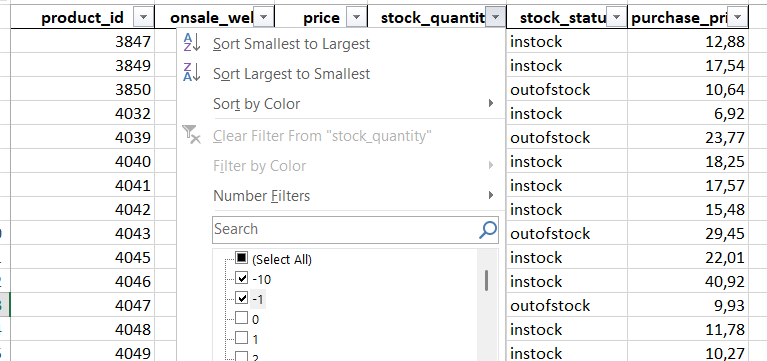 product_id onsale_wel price stock_quantit stock_statu purchase_pri
3847 instock 12,88
Sort Smallest to Largest
3849 instock 17,54
Sort Largest to Smallest
3850 outofstock 10,64
Sort by Color
4032 instock 6,92
Clear Filter From "stock_quantity"
4039 outofstock 23,77
Filter by Color
4040 instock 18,25
Number Filters
4041 instock 17,57
4042 instock 15,48
Search
4043 outofstock 29,45
(Select All)
4045 instock 22,01
-10
4046 instock 40,92
-1
4047 outofstock 9,93
0
4048 instock 11,78
1
4049 instock 10,27
2